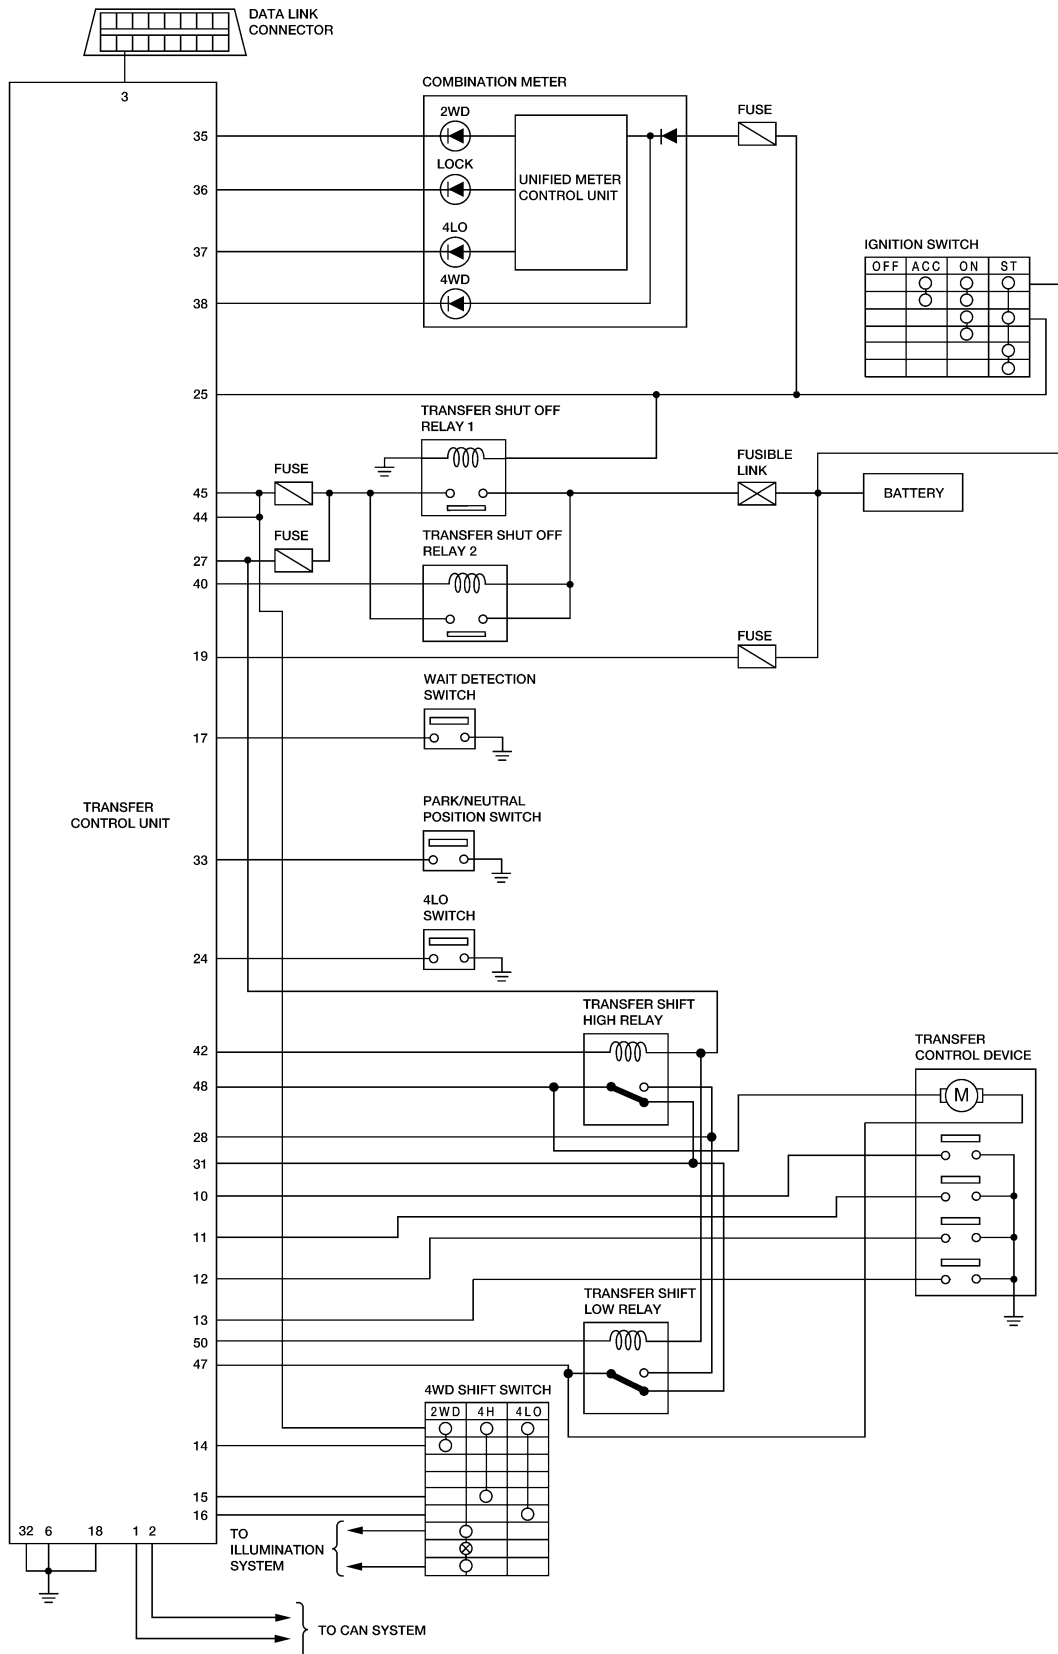 DATA LINK
CONNECTOR
3
COMBINATION METER
2WD
FUSE
35
LOCK
UNIFIED METER
CONTROL UNIT
36
4LO
37
4WD
38
IGNITION SWITCH
OFF ACC ON ST
25
TRANSFER SHUT OFF
RELAY 1
FUSE
FUSIBLE
LINK
45
BATTERY
44
FUSE
TRANSFER SHUT OFF
RELAY 2
27
40
FUSE
19
WAIT DETECTION
SWITCH
17
TRANSFER
CONTROL UNIT
PARK/NEUTRAL
POSITION SWITCH
33
4LO
SWITCH
24
TRANSFER SHIFT
HIGH RELAY
TRANSFER
CONTROL DEVICE
42
48
M
28
31
10
11
12
TRANSFER SHIFT
LOW RELAY
13
50
47
4WD SHIFT SWITCH
2WD 4H 4LO
14
15
16
32 6 18 1 2
TO
ILLUMINATION
SYSTEM
TO CAN SYSTEM